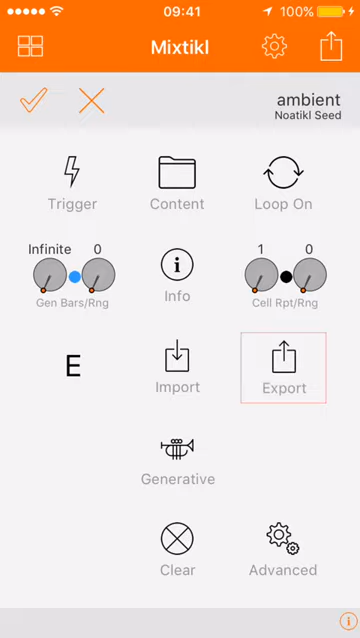 09:41
100%
Mixtikl
ambient
Noatikl Seed
Trigger
Content
Loop On
Infinite 0
1 0
Gen Bars/Rng
Info
Cell Rpt/Rng
E
Import
Export
Generative
Clear
Advanced